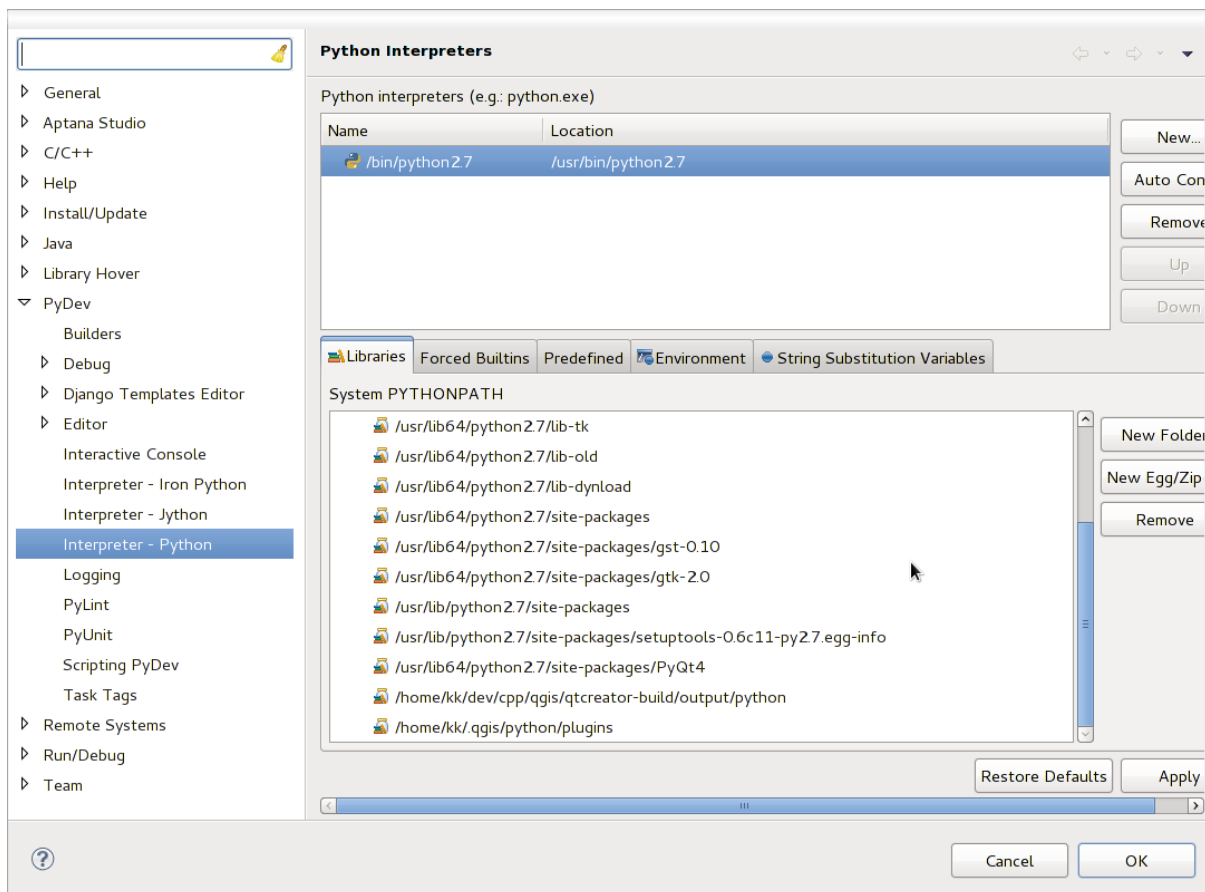 General
Aptana Studio
C/C++
Help
Install/Update
Java
Library Hover
PyDev
Builders
Debug
Django Templates Editor
Editor
Interactive Console
Interpreter - Iron Python
Interpreter - Jython
Interpreter - Python
Logging
PyLint
PyUnit
Scripting PyDev
Task Tags
Remote Systems
Run/Debug
Team
Python Interpreters
Python interpreters (e.g.: python.exe)
Name Location
/bin/python2.7 /usr/bin/python2.7
New...
Auto Con
Remove
Up
Down
Libraries Forced Builtins Predefined Environment String Substitution Variables
System PYTHONPATH
/usr/lib64/python2.7/lib-tk
/usr/lib64/python2.7/lib-old
/usr/lib64/python2.7/lib-dynload
/usr/lib64/python2.7/site-packages
/usr/lib64/python2.7/site-packages/gst-0.10
/usr/lib64/python2.7/site-packages/gtk-2.0
/usr/lib/python2.7/site-packages
/usr/lib/python2.7/site-packages/setuptools-0.6c11-py2.7.egg-info
/usr/lib64/python2.7/site-packages/PyQt4
/home/kk/dev/cpp/qgis/qtcreator-build/output/python
/home/kk/.qgis/python/plugins
New Folder
New Egg/Zip
Remove
Restore Defaults Apply
Cancel OK